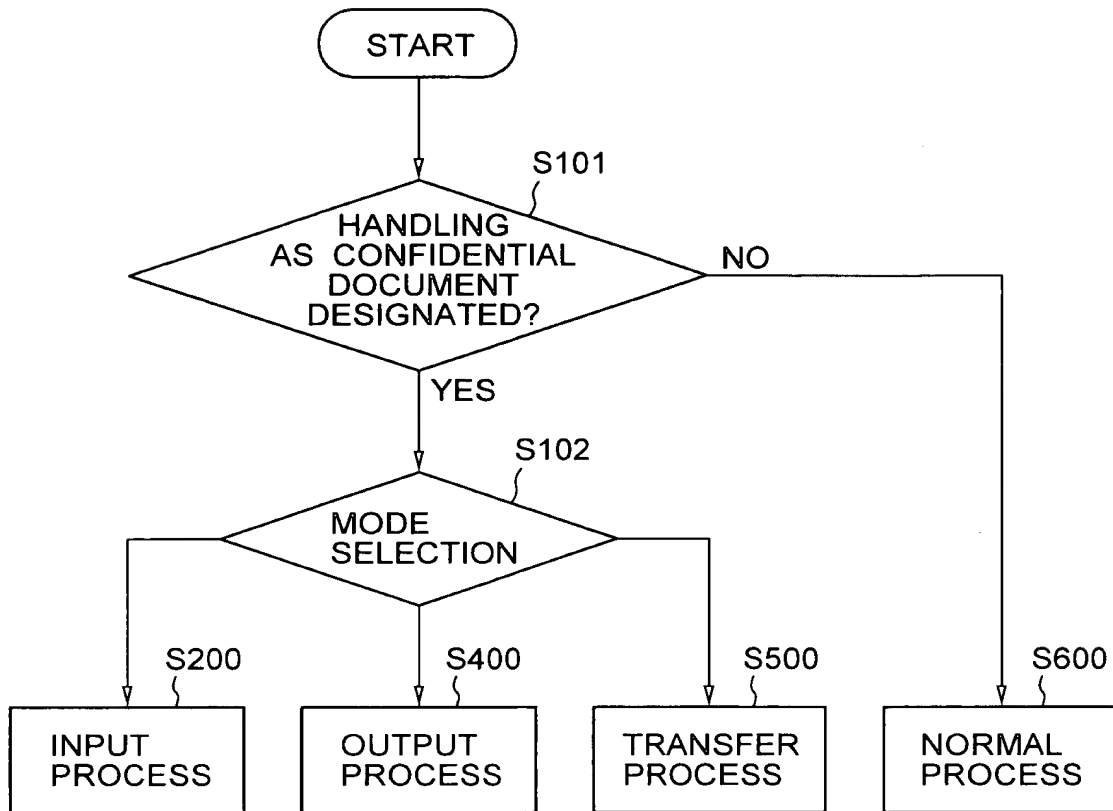 START
S101
HANDLING
AS CONFIDENTIAL
DOCUMENT
DESIGNATED?
NO
YES
S102
MODE
SELECTION
S200
S400
S500
S600
INPUT
PROCESS
OUTPUT
PROCESS
TRANSFER
PROCESS
NORMAL
PROCESS